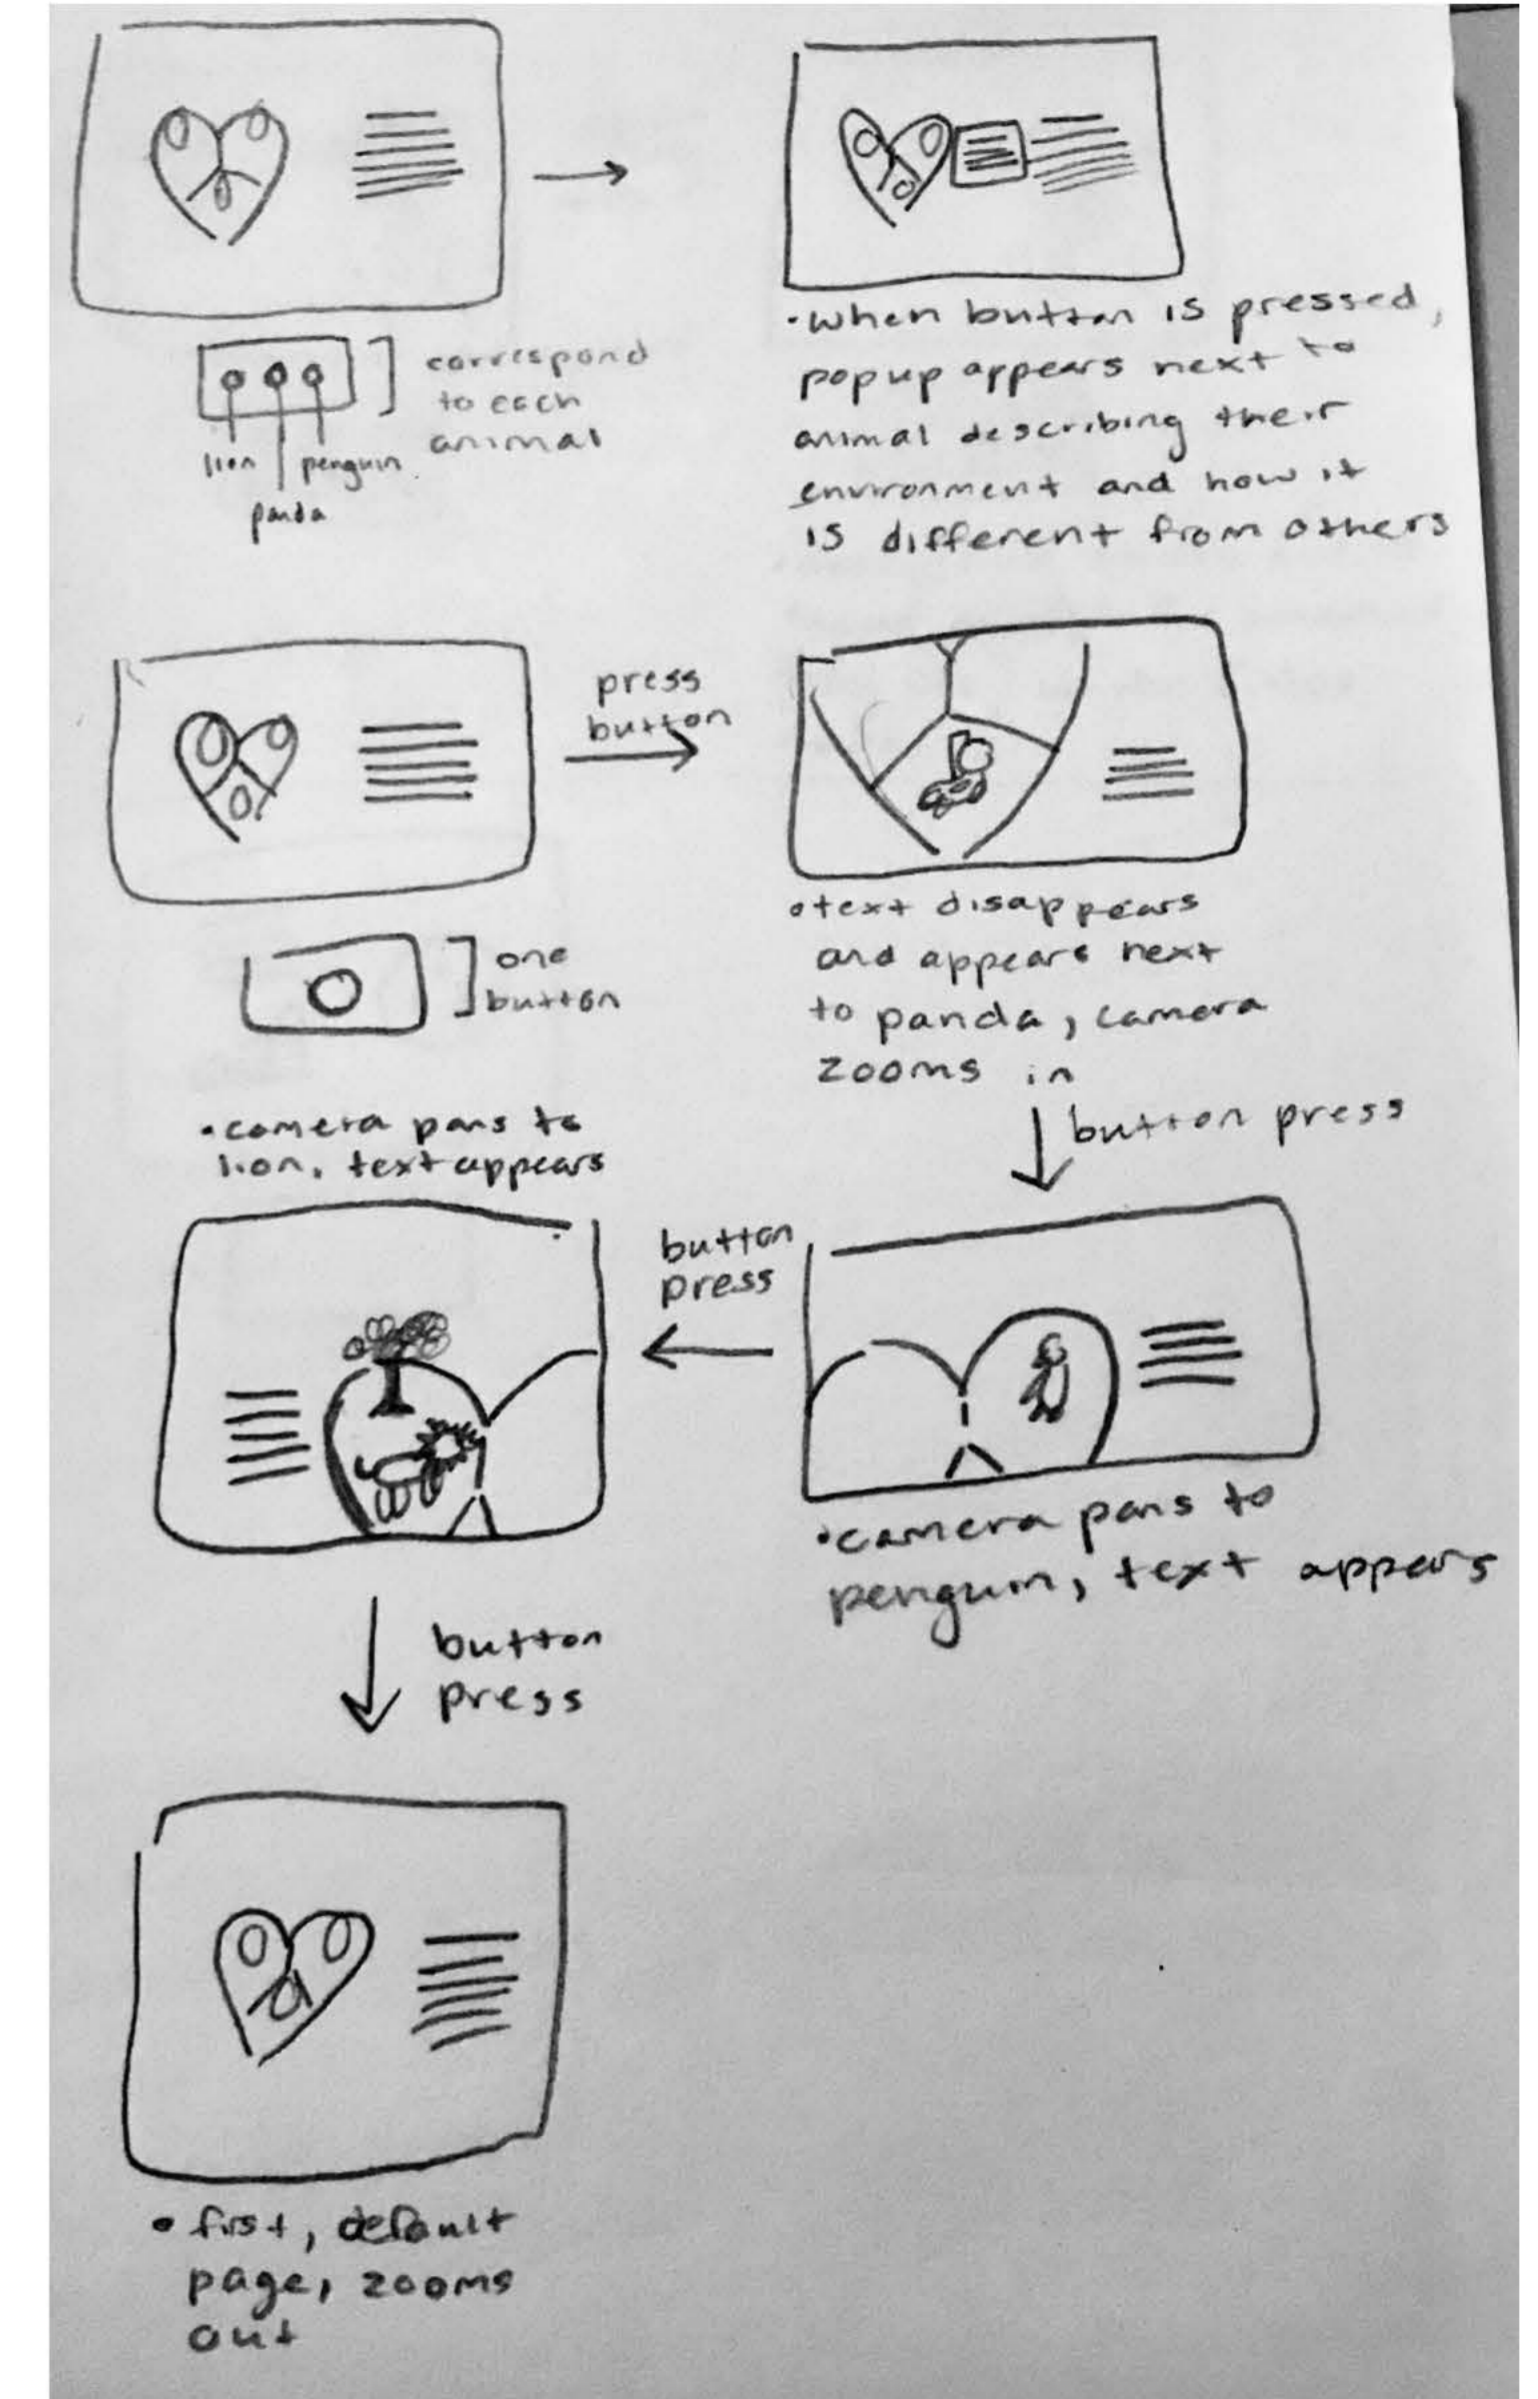 correspond
to each
animal
lion
penguin
panda
•when button is pressed,
popup appears next to
animal describing their
environment and how it
is different from others
press
button
one
button
•text disappears
and appears next
to panda, camera
zooms in
button press
•camera pans to
lion, text appears
button
press
•camera pans to
penguin, text appears
button
press
•first, default
page, zooms
out